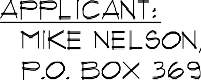 APPLICANT:
MIKE NELSON,
P.O. BOX 369